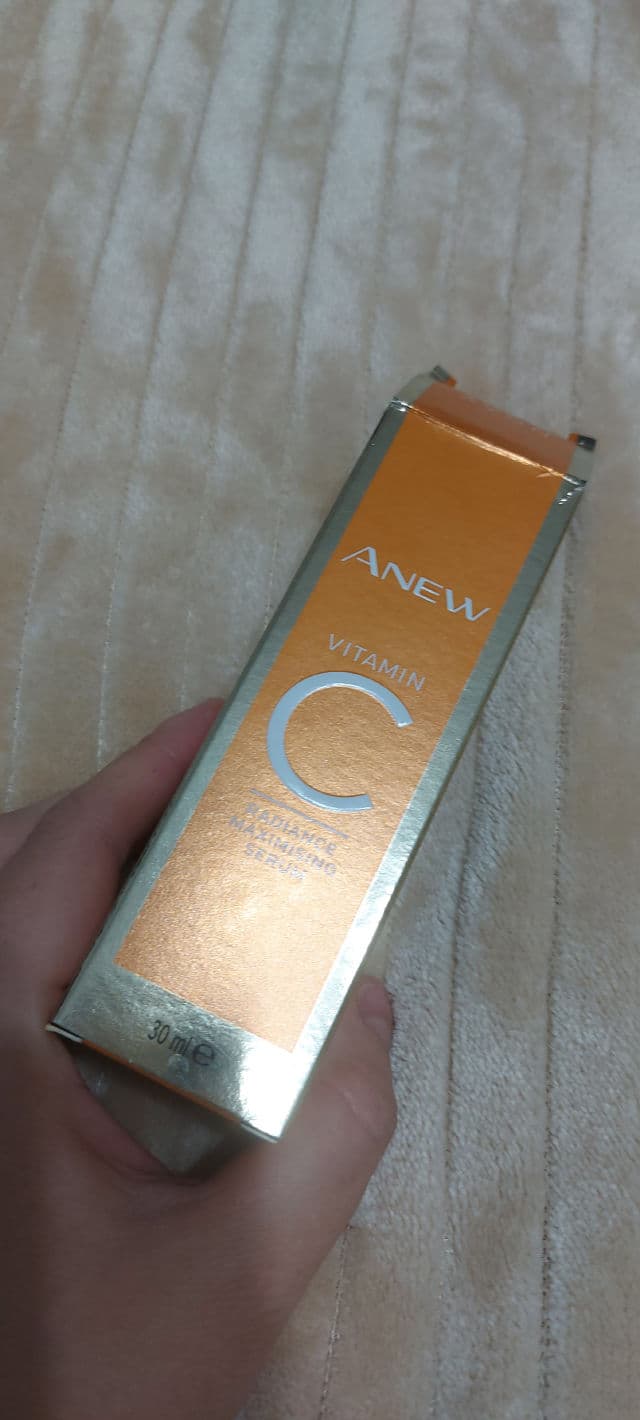 ANEW
VITAMIN
C
RADIANCE
MAXIMISING
SERUM
30 ml ℮